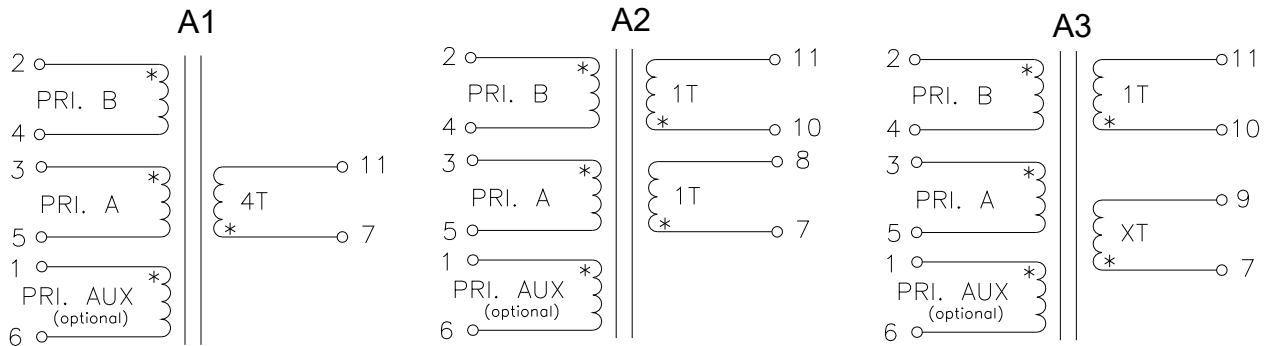 A1
2
*
PRI. B
4
3
*
PRI. A
5
1
*
PRI. AUX
(optional)
6
11
4T
*
7
A2
2
*
PRI. B
4
3
*
PRI. A
5
1
*
PRI. AUX
(optional)
6
11
1T
*
10
8
1T
*
7
A3
2
*
PRI. B
4
3
*
PRI. A
5
1
*
PRI. AUX
(optional)
6
11
1T
*
10
9
XT
*
7